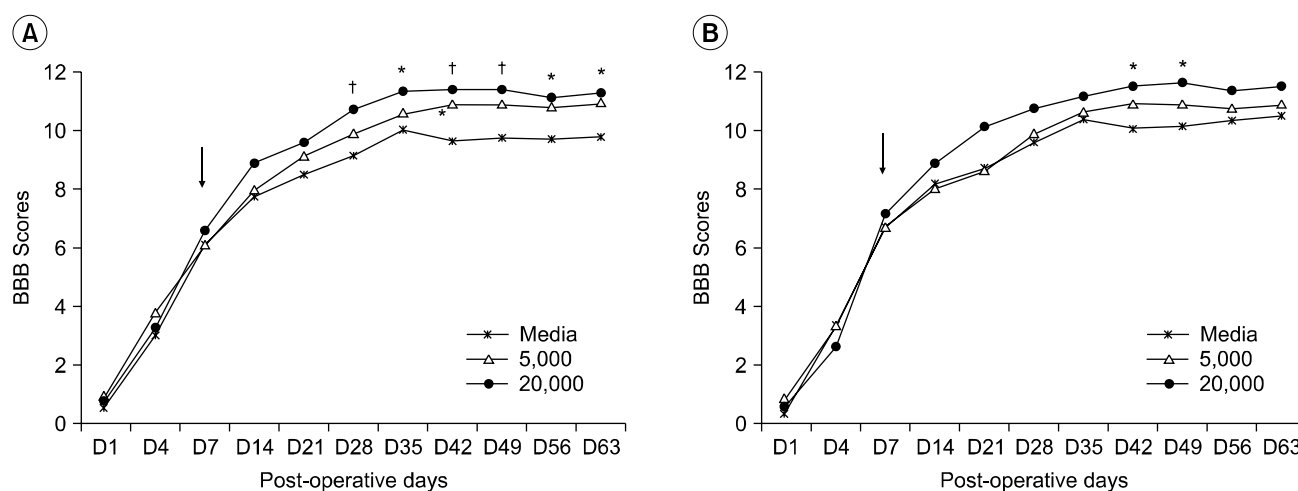 A
12
10
8
6
4
2
0
BBB Scores
† * † † * *
*
Media
5,000
20,000
D1 D4 D7 D14 D21 D28 D35 D42 D49 D56 D63
Post-operative days
B
12
10
8
6
4
2
0
BBB Scores
* *
Media
5,000
20,000
D1 D4 D7 D14 D21 D28 D35 D42 D49 D56 D63
Post-operative days